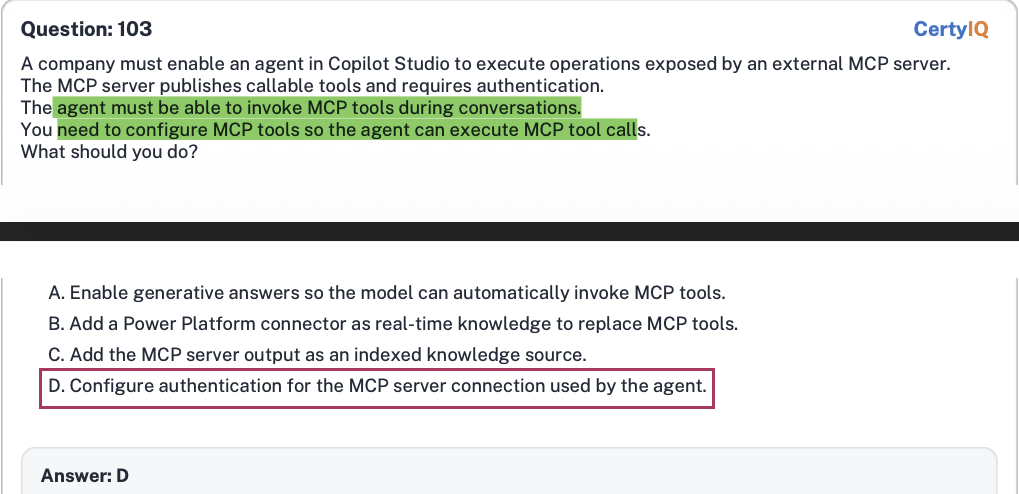 Question: 103
CertyIQ
A company must enable an agent in Copilot Studio to execute operations exposed by an external MCP server.
The MCP server publishes callable tools and requires authentication.
The agent must be able to invoke MCP tools during conversations.
You need to configure MCP tools so the agent can execute MCP tool calls.
What should you do?
A. Enable generative answers so the model can automatically invoke MCP tools.
B. Add a Power Platform connector as real-time knowledge to replace MCP tools.
C. Add the MCP server output as an indexed knowledge source.
D. Configure authentication for the MCP server connection used by the agent.
Answer: D